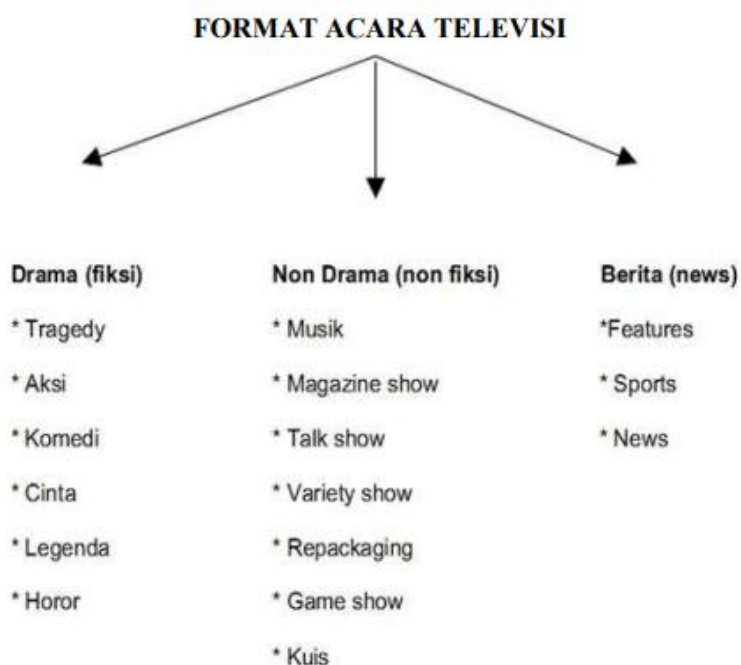 FORMAT ACARA TELEVISI
Drama (fiksi)
* Tragedy
* Aksi
* Komedi
* Cinta
* Legenda
* Horor
Non Drama (non fiksi)
* Musik
* Magazine show
* Talk show
* Variety show
* Repackaging
* Game show
* Kuis
Berita (news)
*Features
* Sports
* News